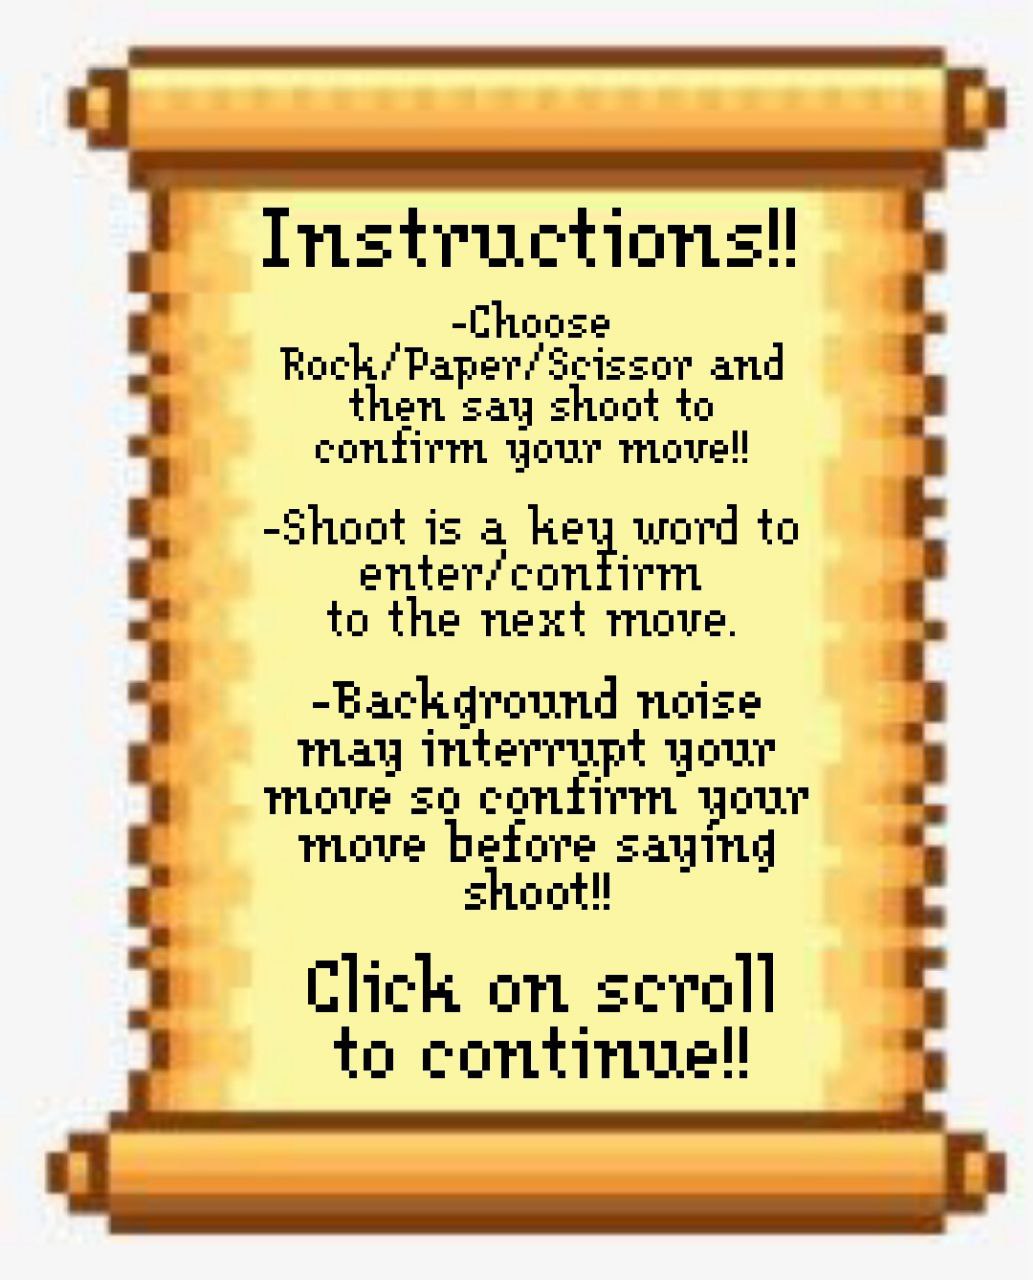 Instructions!!
-Choose
Rock/Paper/Scissor and
then say shoot to
confirm your move!!
-Shoot is a key word to
enter/confirm
to the next move.
-Background noise
may interrupt your
move so confirm your
move before saying
shoot!!
Click on scroll
to continue!!